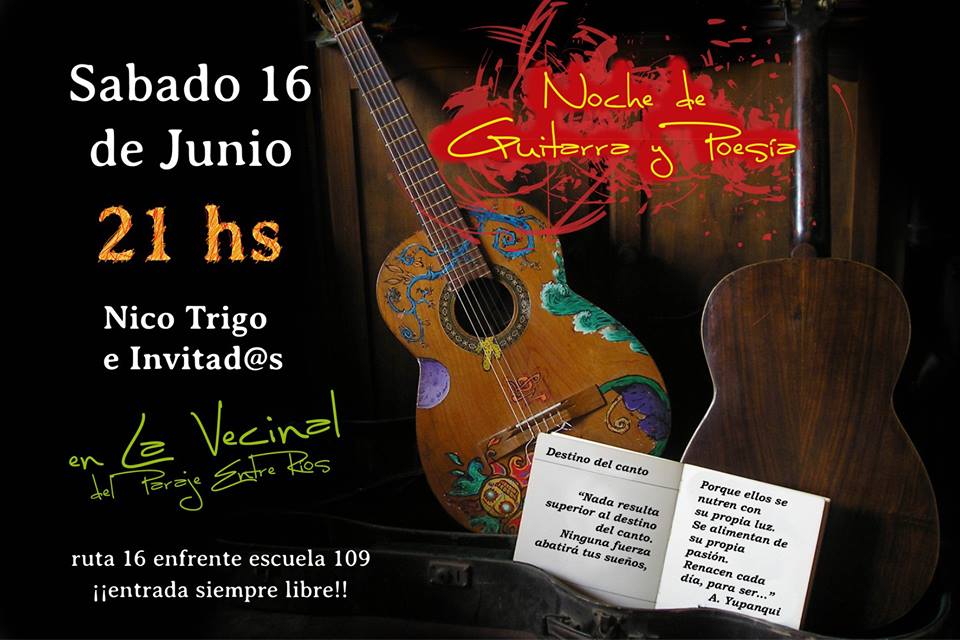 Sabado 16
de Junio
21 hs
Nico Trigo
e Invitad@s
en La Vecinal
del Paraje Entre Ríos
ruta 16 enfrente escuela 109
¡¡entrada siempre libre!!
Noche de
Guitarra y Poesía
Destino del canto
“Nada resulta
superior al destino
del canto.
Ninguna fuerza
abatirá tus sueños,
Porque ellos se
nutren con
su propia luz.
Se alimentan de
su propia
pasión.
Renacen cada
día, para ser...”
A. Yupanqui